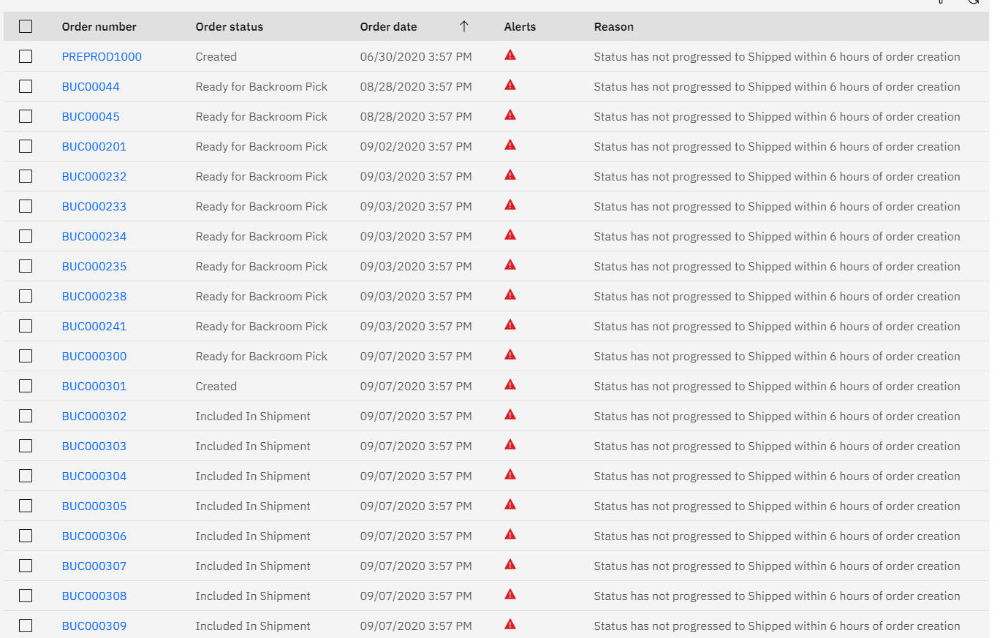 Order number Order status Order date Alerts Reason
PREPROD1000 Created 06/30/2020 3:57 PM Status has not progressed to Shipped within 6 hours of order creation
BUC00044 Ready for Backroom Pick 08/28/2020 3:57 PM Status has not progressed to Shipped within 6 hours of order creation
BUC00045 Ready for Backroom Pick 08/28/2020 3:57 PM Status has not progressed to Shipped within 6 hours of order creation
BUC000201 Ready for Backroom Pick 09/02/2020 3:57 PM Status has not progressed to Shipped within 6 hours of order creation
BUC000232 Ready for Backroom Pick 09/03/2020 3:57 PM Status has not progressed to Shipped within 6 hours of order creation
BUC000233 Ready for Backroom Pick 09/03/2020 3:57 PM Status has not progressed to Shipped within 6 hours of order creation
BUC000234 Ready for Backroom Pick 09/03/2020 3:57 PM Status has not progressed to Shipped within 6 hours of order creation
BUC000235 Ready for Backroom Pick 09/03/2020 3:57 PM Status has not progressed to Shipped within 6 hours of order creation
BUC000238 Ready for Backroom Pick 09/03/2020 3:57 PM Status has not progressed to Shipped within 6 hours of order creation
BUC000241 Ready for Backroom Pick 09/03/2020 3:57 PM Status has not progressed to Shipped within 6 hours of order creation
BUC000300 Ready for Backroom Pick 09/07/2020 3:57 PM Status has not progressed to Shipped within 6 hours of order creation
BUC000301 Created 09/07/2020 3:57 PM Status has not progressed to Shipped within 6 hours of order creation
BUC000302 Included In Shipment 09/07/2020 3:57 PM Status has not progressed to Shipped within 6 hours of order creation
BUC000303 Included In Shipment 09/07/2020 3:57 PM Status has not progressed to Shipped within 6 hours of order creation
BUC000304 Included In Shipment 09/07/2020 3:57 PM Status has not progressed to Shipped within 6 hours of order creation
BUC000305 Included In Shipment 09/07/2020 3:57 PM Status has not progressed to Shipped within 6 hours of order creation
BUC000306 Included In Shipment 09/07/2020 3:57 PM Status has not progressed to Shipped within 6 hours of order creation
BUC000307 Included In Shipment 09/07/2020 3:57 PM Status has not progressed to Shipped within 6 hours of order creation
BUC000308 Included In Shipment 09/07/2020 3:57 PM Status has not progressed to Shipped within 6 hours of order creation
BUC000309 Included In Shipment 09/07/2020 3:57 PM Status has not progressed to Shipped within 6 hours of order creation